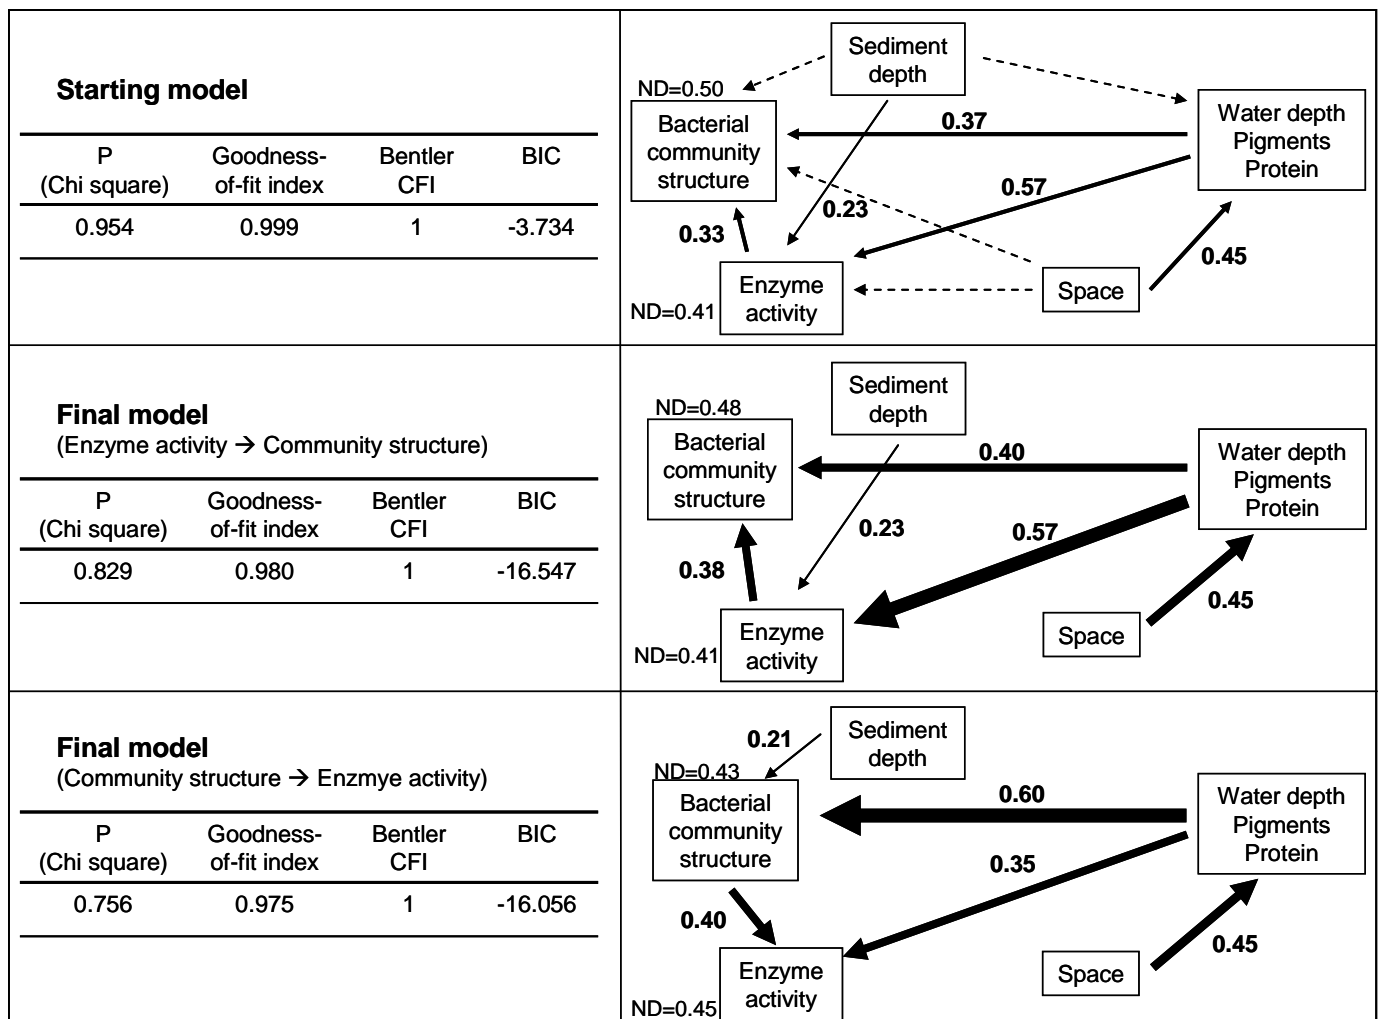 Starting model
P Goodness- Bentler BIC
(Chi square) of-fit index CFI
0.954 0.999 1 -3.734
Sediment
depth
ND=0.50
Bacterial
community
structure
Water depth
Pigments
Protein
0.37
0.57
0.23
0.33
0.45
Enzyme
activity
ND=0.41
Space
Final model
(Enzyme activity → Community structure)
P Goodness- Bentler BIC
(Chi square) of-fit index CFI
0.829 0.980 1 -16.547
Sediment
depth
ND=0.48
Bacterial
community
structure
Water depth
Pigments
Protein
0.40
0.57
0.23
0.38
0.45
Enzyme
activity
ND=0.41
Space
Final model
(Community structure → Enzmye activity)
P Goodness- Bentler BIC
(Chi square) of-fit index CFI
0.756 0.975 1 -16.056
Sediment
depth
0.21
ND=0.43
Bacterial
community
structure
Water depth
Pigments
Protein
0.60
0.35
0.40
0.45
Enzyme
activity
ND=0.45
Space